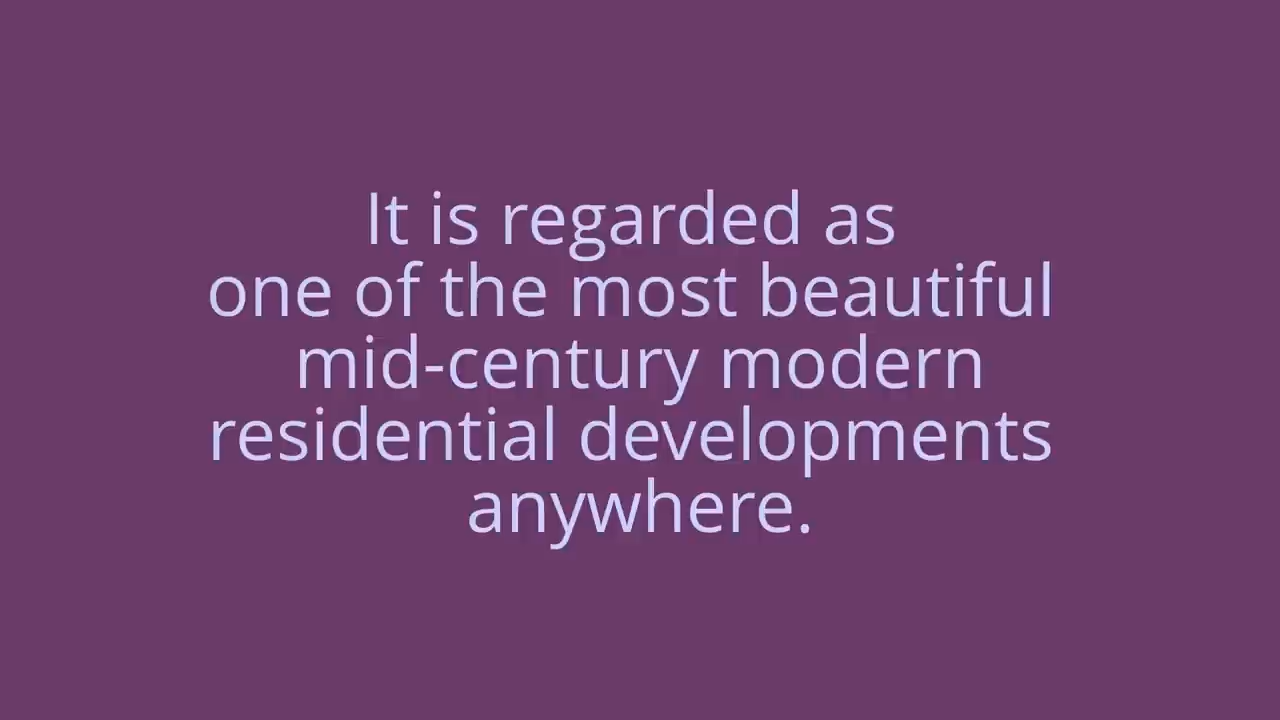 It is regarded as
one of the most beautiful
mid-century modern
residential developments
anywhere.